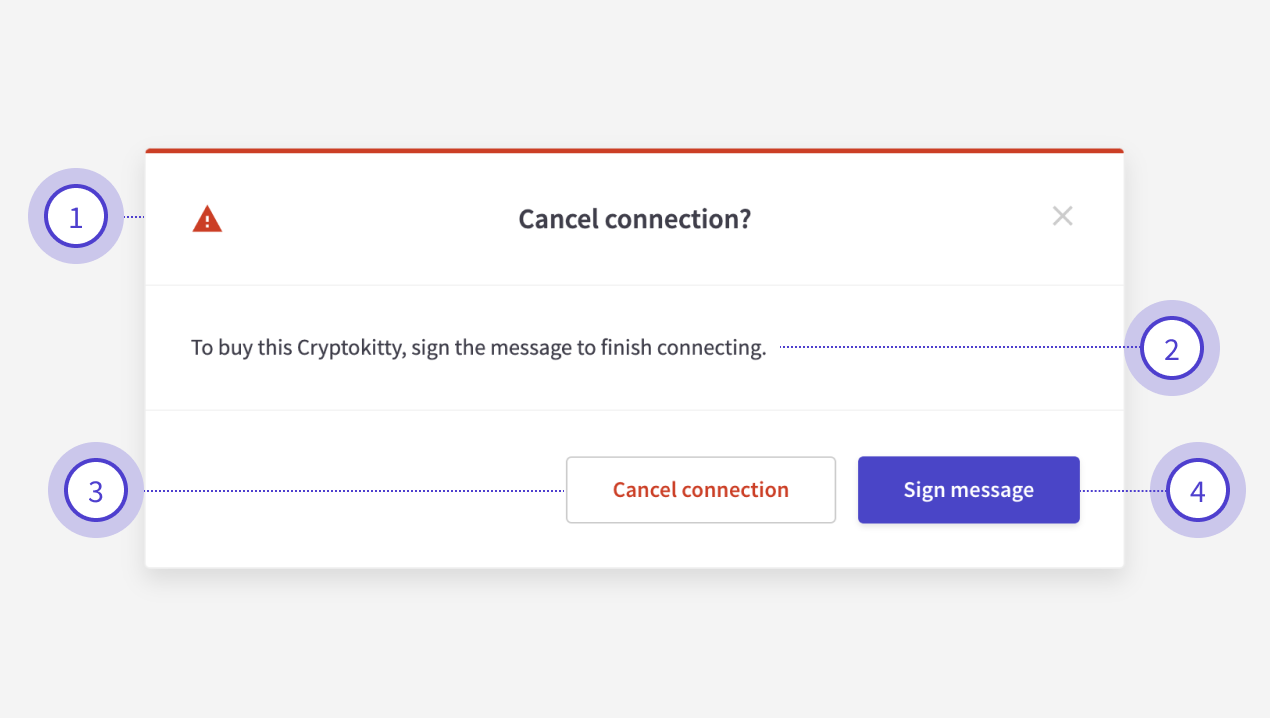 1
Cancel connection?
To buy this Cryptokitty, sign the message to finish connecting.
2
3
Cancel connection
Sign message
4